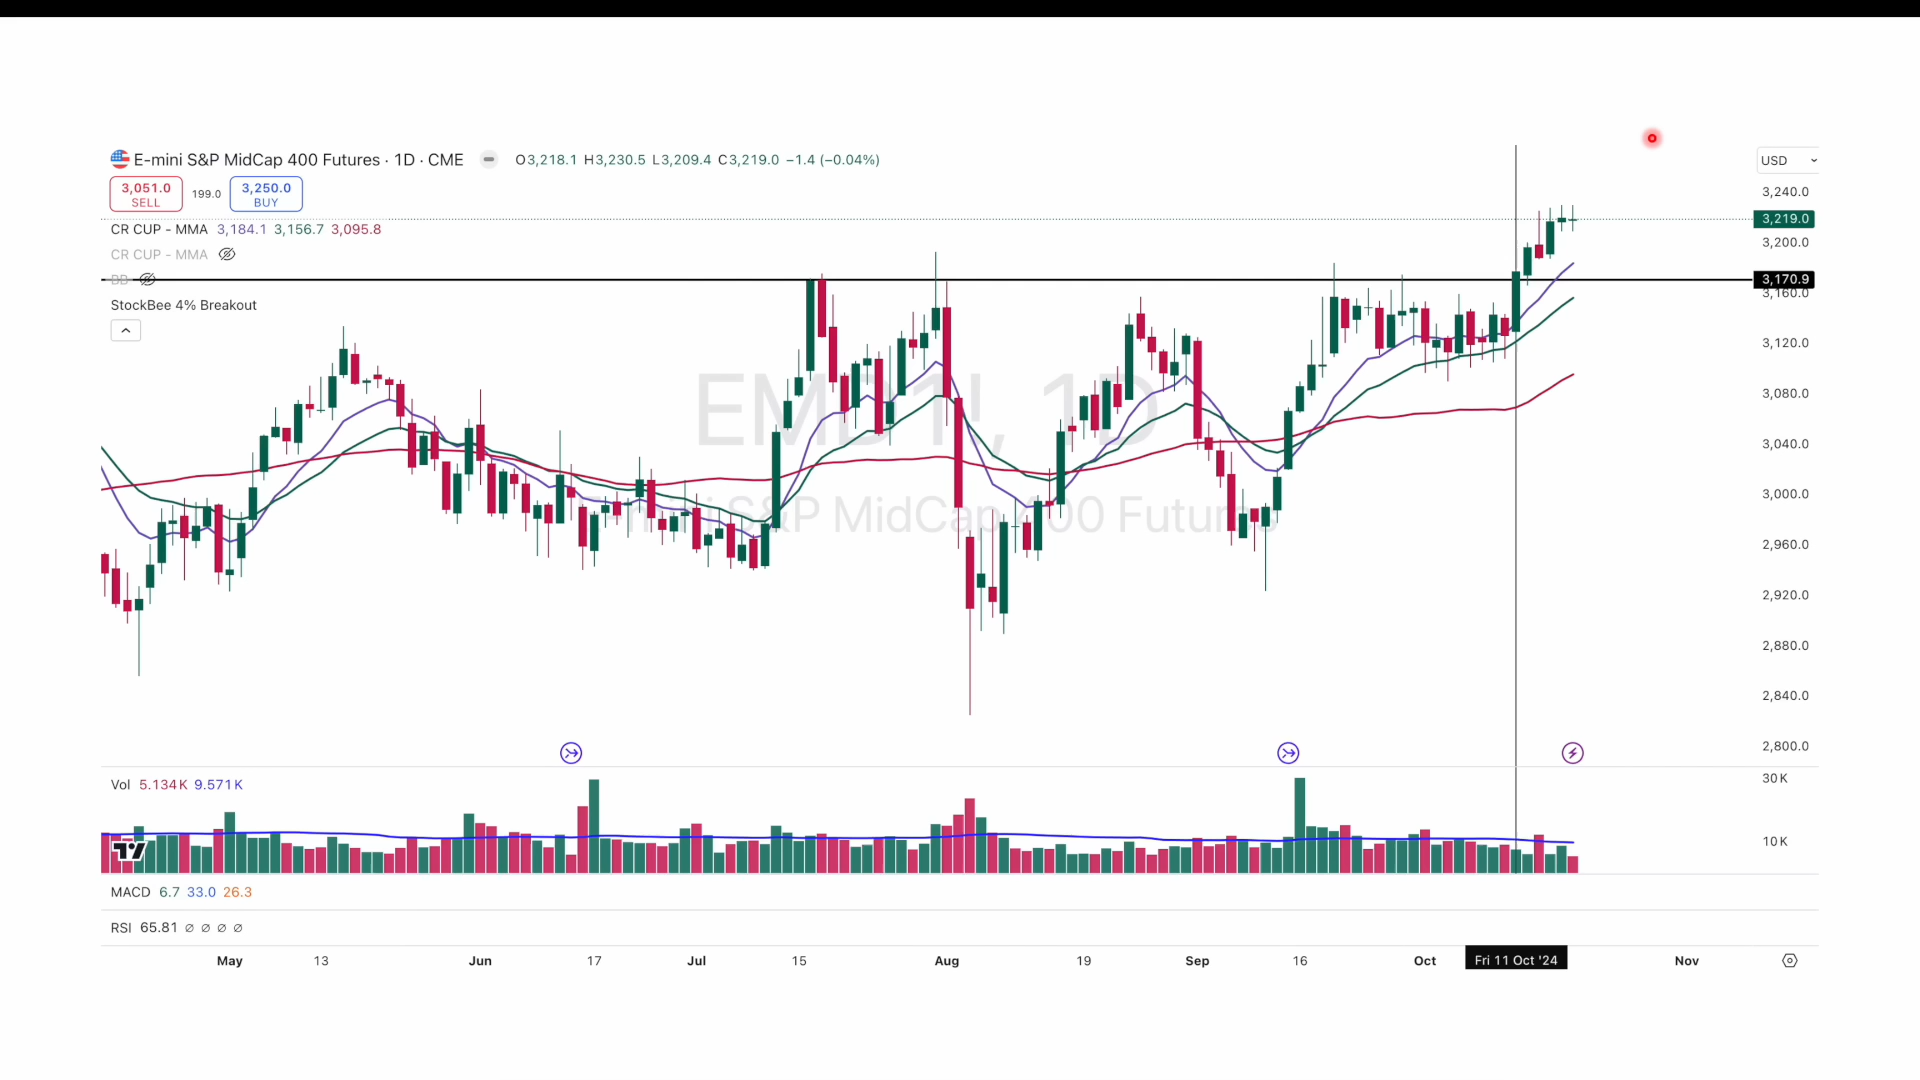 E-mini S&P MidCap 400 Futures · 1D · CME O3,218.1 H3,230.5 L3,209.4 C3,219.0 −1.4 (−0.04%)
USD
3,051.0 199.0 3,250.0
SELL BUY
CR CUP - MMA 3,184.1 3,156.7 3,095.8
CR CUP - MMA
BB
StockBee 4% Breakout
3,240.0
3,219.0
3,200.0
3,170.9
3,160.0
3,120.0
3,080.0
3,040.0
3,000.0
2,960.0
2,920.0
2,880.0
2,840.0
2,800.0
EMD1!, 1D
E-mini S&P MidCap 400 Futures
Vol 5.134K 9.571K
30K
10K
MACD 6.7 33.0 26.3
RSI 65.81 ∅ ∅ ∅ ∅
May 13 Jun 17 Jul 15 Aug 19 Sep 16 Oct Fri 11 Oct '24 Nov